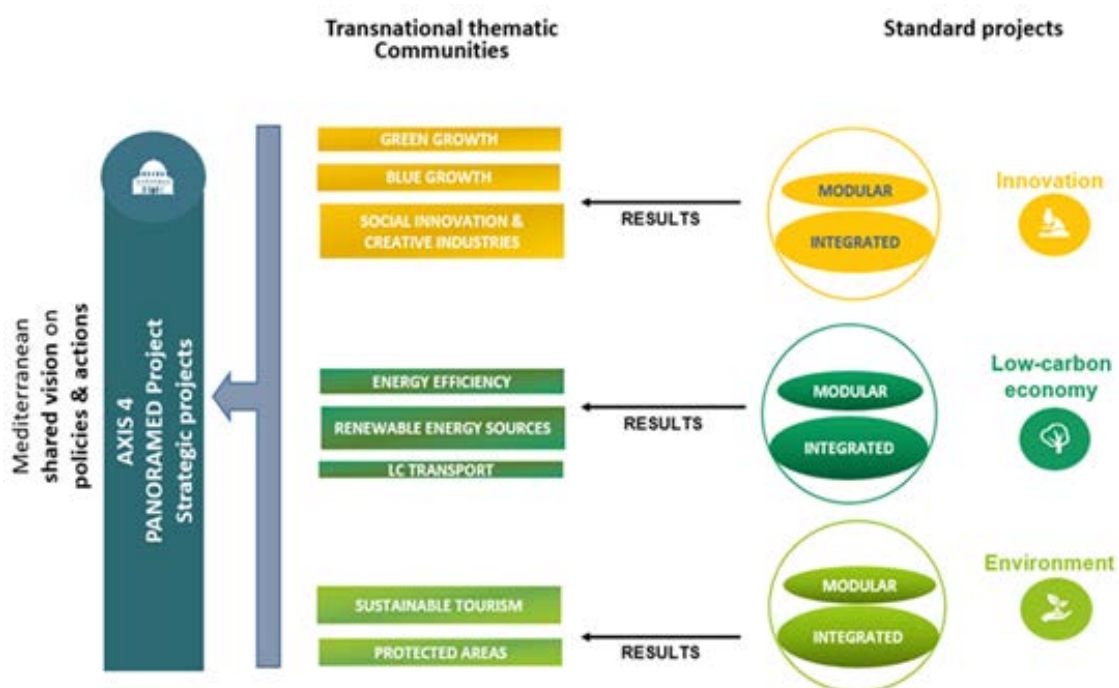 Transnational thematic
Communities
Standard projects
Mediterranean
shared vision on
policies & actions
AXIS 4
PANORAMED Project
Strategic projects
GREEN GROWTH
BLUE GROWTH
SOCIAL INNOVATION &
CREATIVE INDUSTRIES
RESULTS
MODULAR
INTEGRATED
Innovation
ENERGY EFFICIENCY
RENEWABLE ENERGY SOURCES
LC TRANSPORT
RESULTS
MODULAR
INTEGRATED
Low-carbon
economy
SUSTAINABLE TOURISM
PROTECTED AREAS
RESULTS
MODULAR
INTEGRATED
Environment